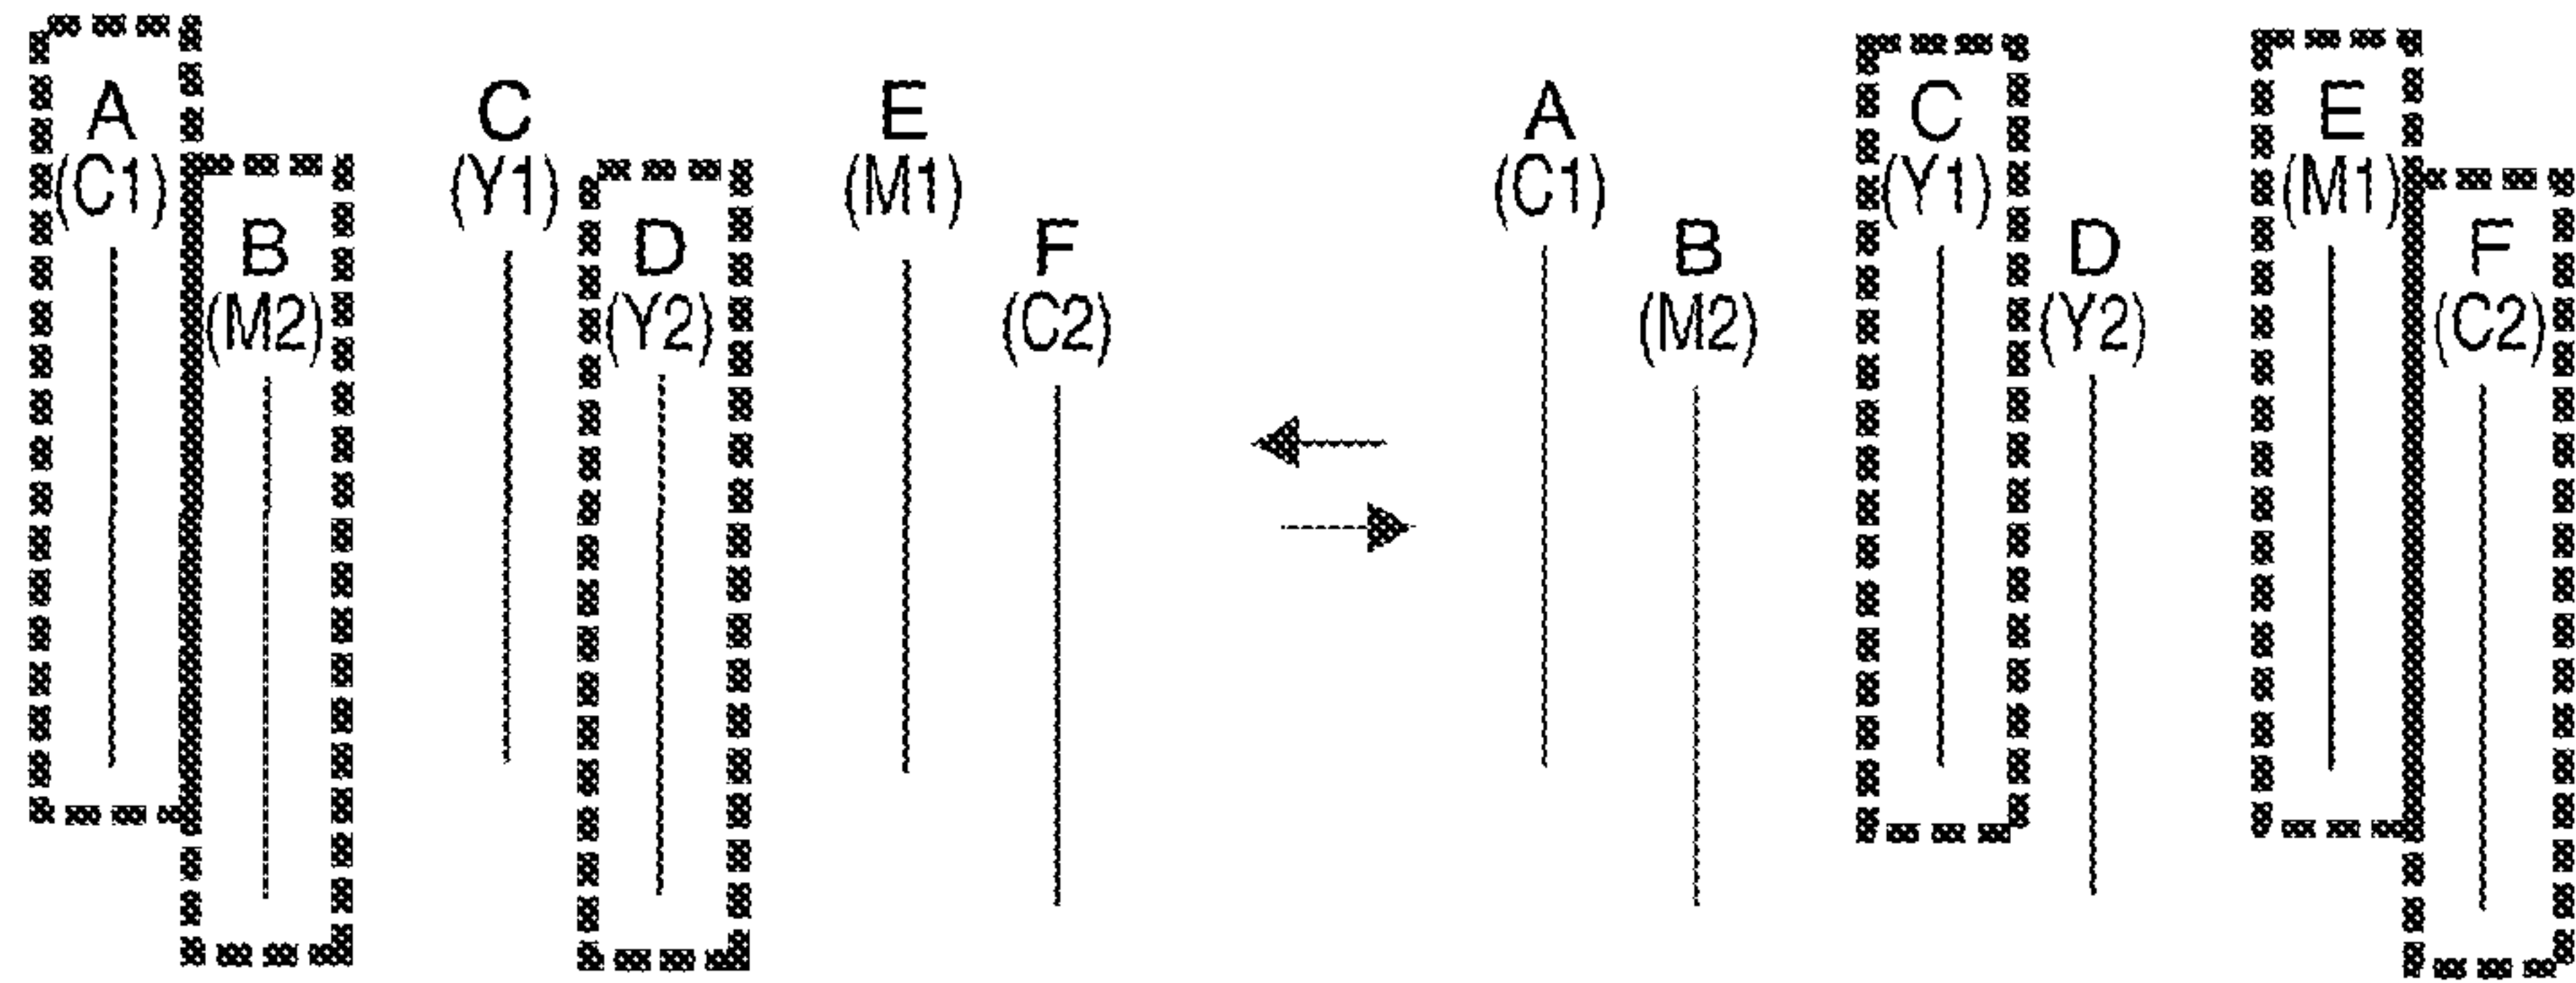 A
(C1)
B
(M2)
C
(Y1)
D
(Y2)
E
(M1)
F
(C2)
A
(C1)
B
(M2)
C
(Y1)
D
(Y2)
E
(M1)
F
(C2)